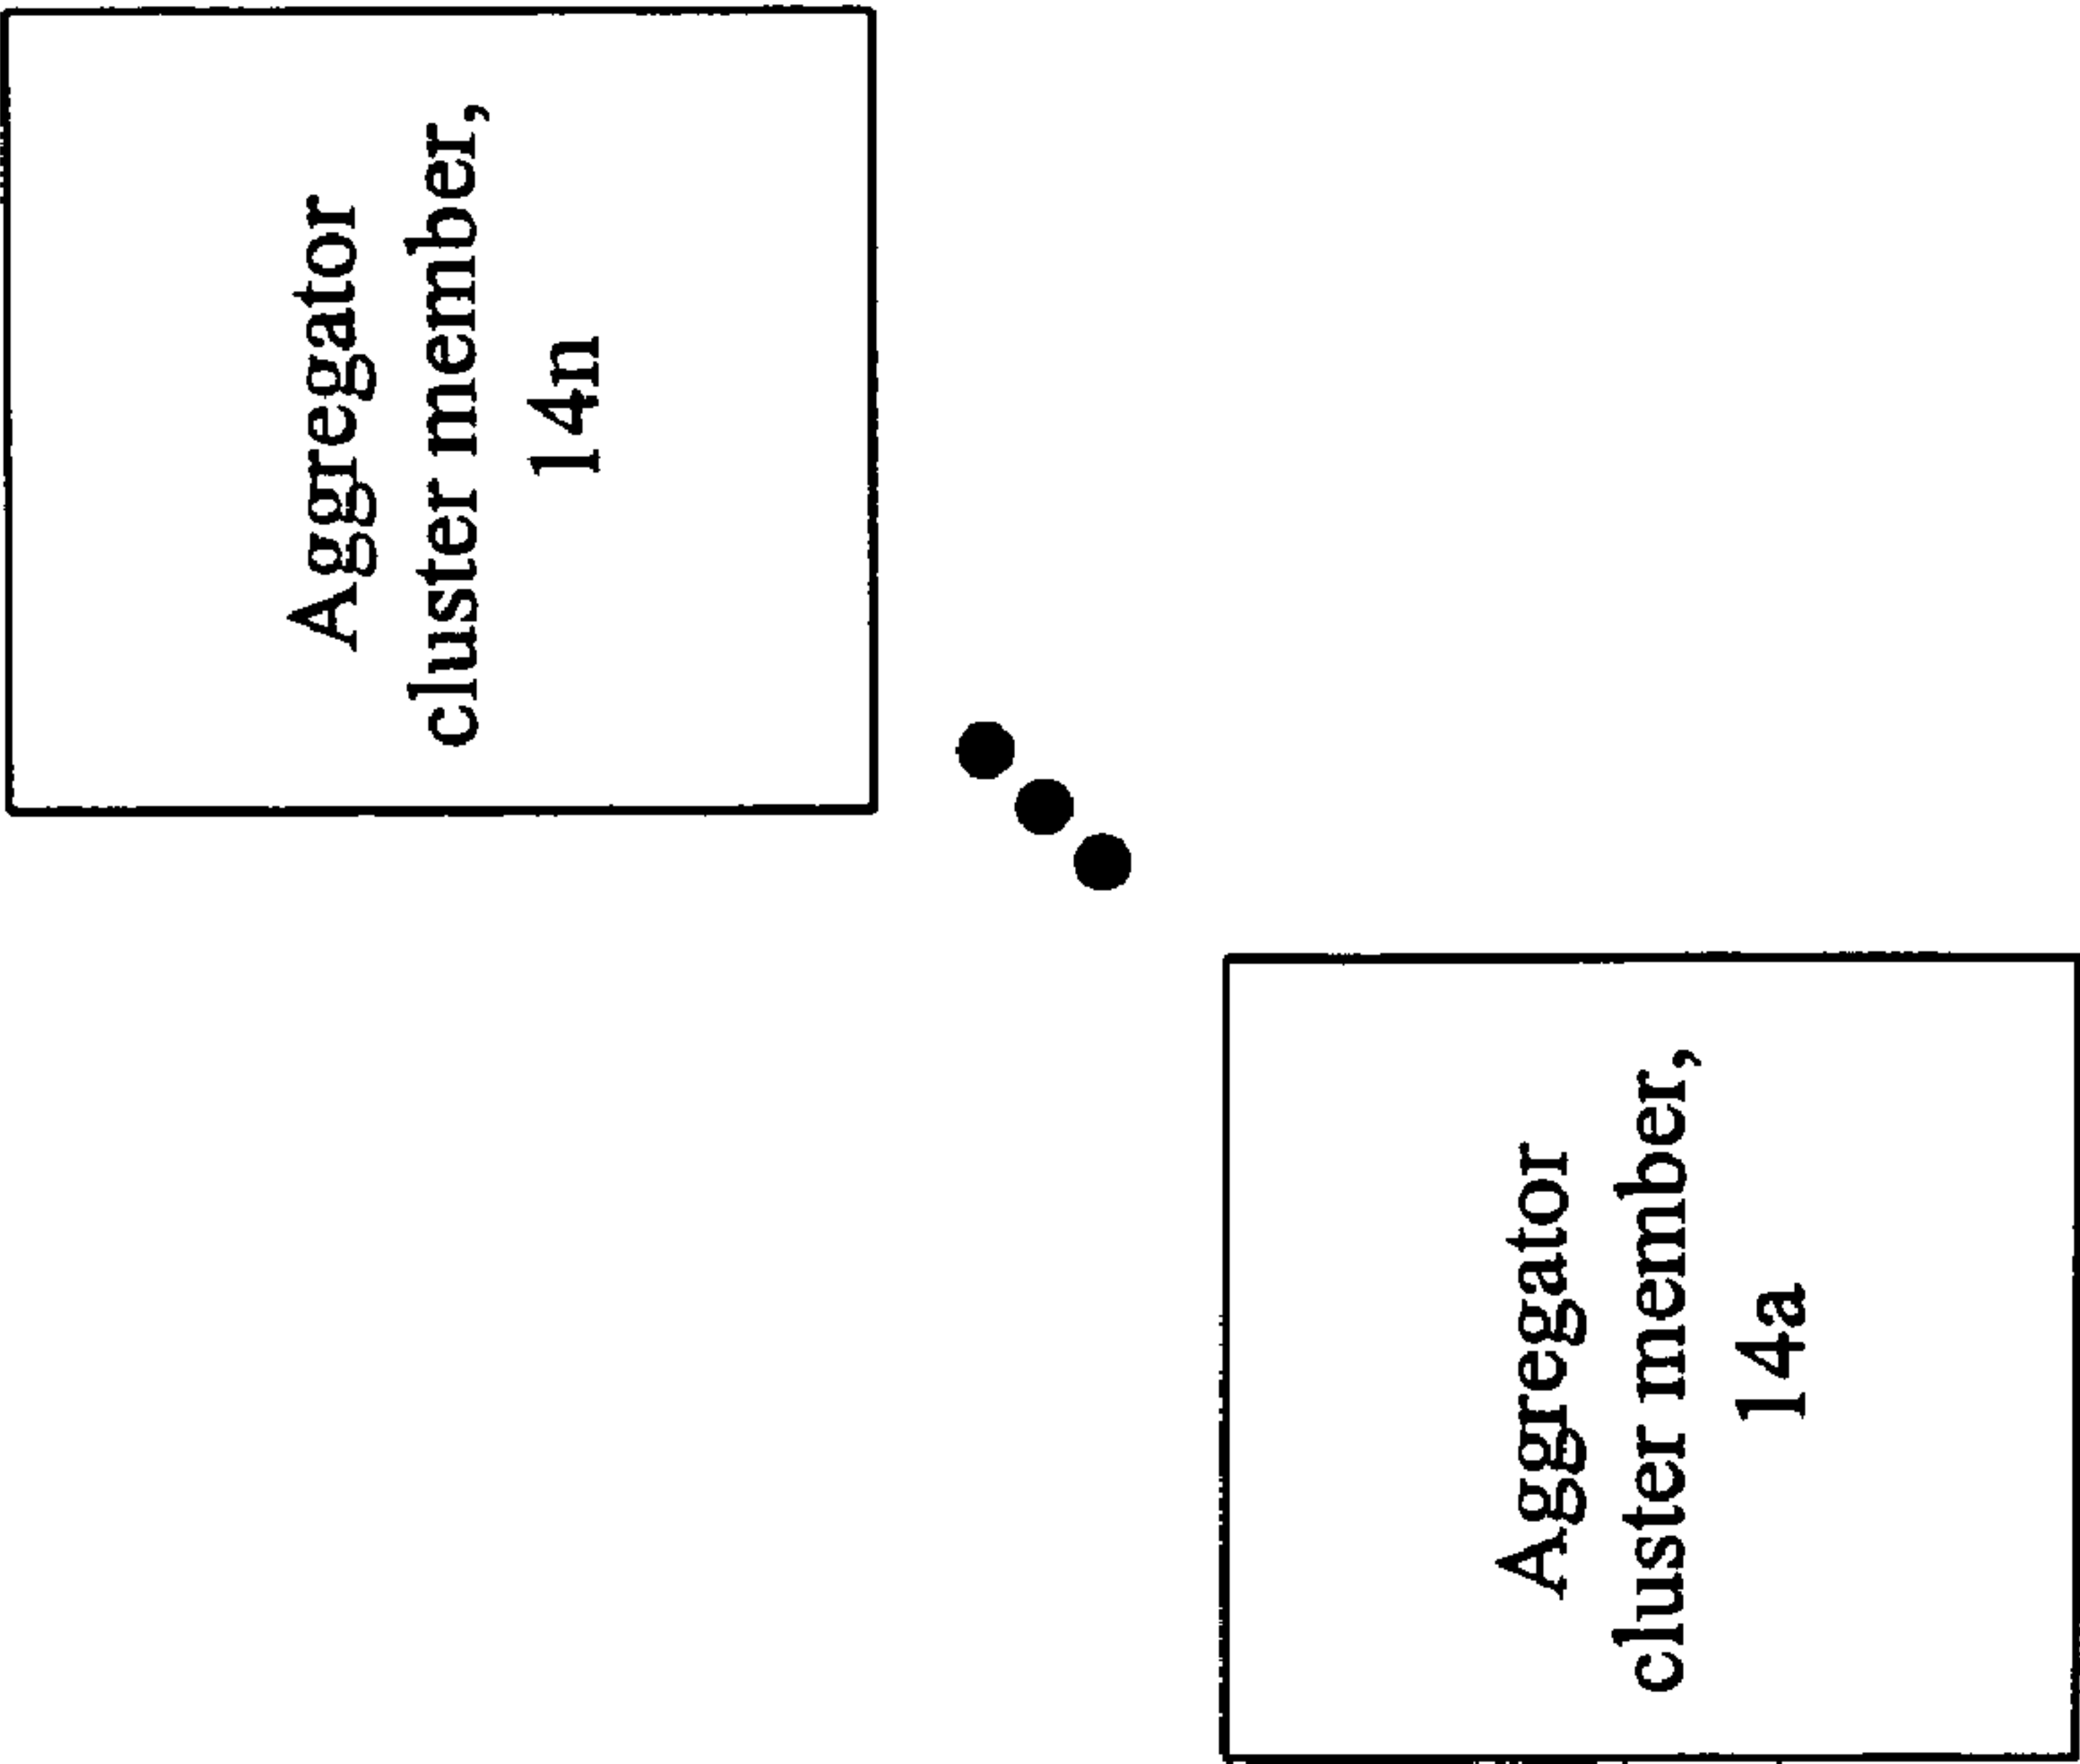 Aggregator
cluster member,
14n
Aggregator
cluster member,
14a